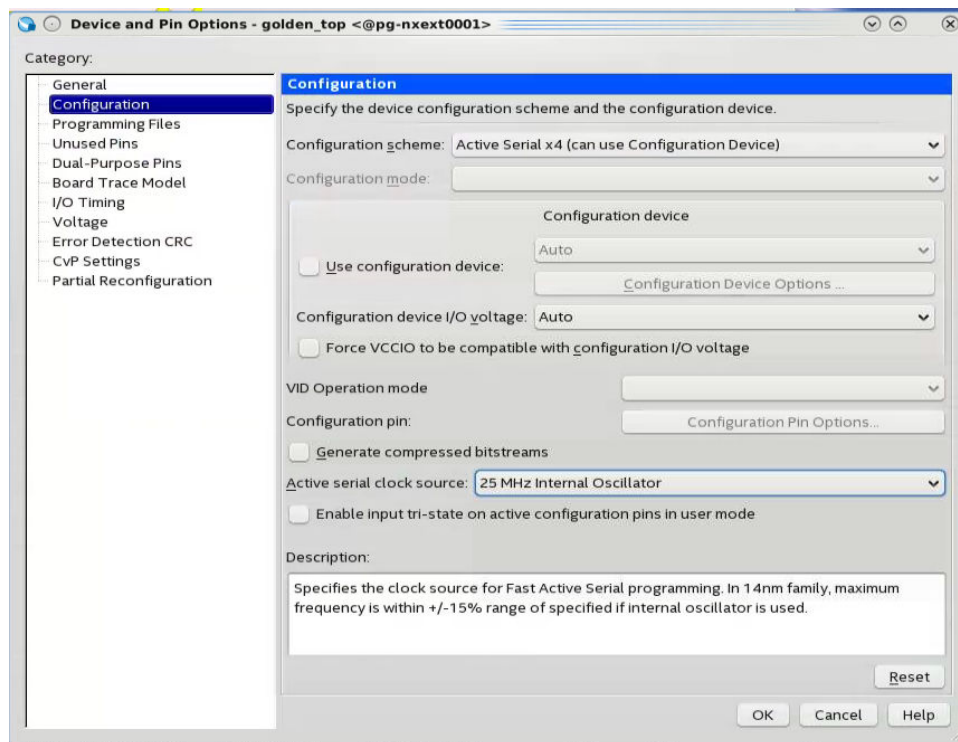 Device and Pin Options - golden_top <@pg-nxext0001>
Category:
General
Configuration
Programming Files
Unused Pins
Dual-Purpose Pins
Board Trace Model
I/O Timing
Voltage
Error Detection CRC
CvP Settings
Partial Reconfiguration
Configuration
Specify the device configuration scheme and the configuration device.
Configuration scheme: Active Serial x4 (can use Configuration Device)
Configuration mode:
Configuration device
Auto
Use configuration device:
Configuration Device Options ...
Configuration device I/O voltage: Auto
Force VCCIO to be compatible with configuration I/O voltage
VID Operation mode
Configuration pin: Configuration Pin Options...
Generate compressed bitstreams
Active serial clock source: 25 MHz Internal Oscillator
Enable input tri-state on active configuration pins in user mode
Description:
Specifies the clock source for Fast Active Serial programming. In 14nm family, maximum
frequency is within +/-15% range of specified if internal oscillator is used.
Reset
OK Cancel Help